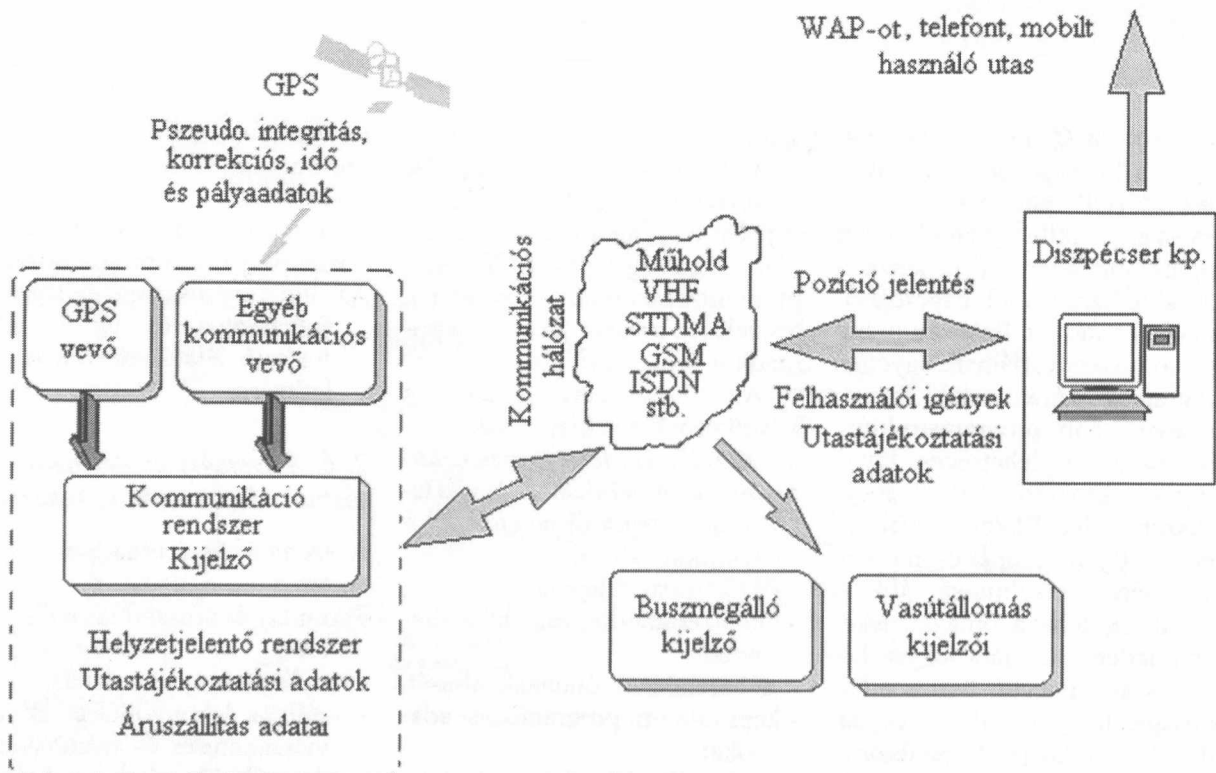 WAP-ot, telefont, mobilt
használó utas
GPS
Pszeudo. integritás,
korrekciós, idő
és pályaadatok
GPS
vevő
Egyéb
kommunikációs
vevő
Kommunikáció
rendszer
Kijelző
Helyzetjelentő rendszer
Utastájékoztatási adatok
Áruszállítás adatai
Kommunikációs
hálózat
Műhold
VHF
STDMA
GSM
ISDN
stb.
Pozíció jelentés
Felhasználói igények
Utastájékoztatási
adatok
Diszpécser kp.
Buszmegálló
kijelző
Vasútállomás
kijelzői